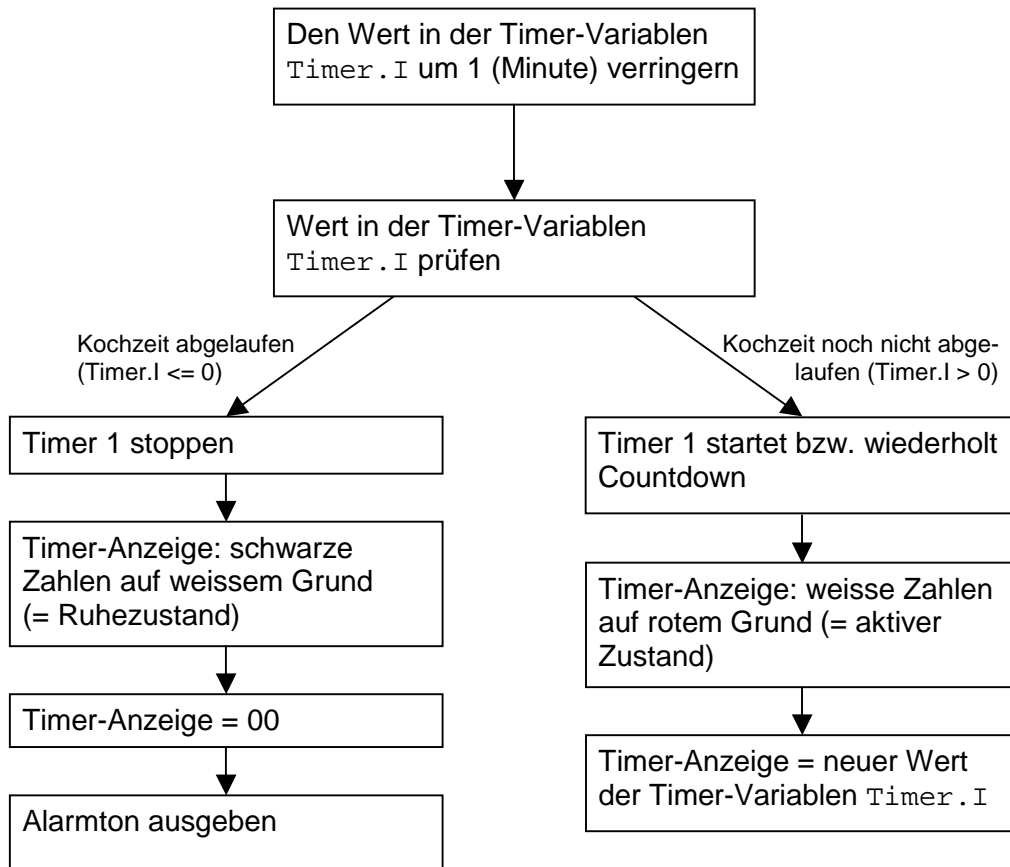 Den Wert in der Timer-Variablen
Timer.I um 1 (Minute) verringern
Wert in der Timer-Variablen
Timer.I prüfen
Kochzeit abgelaufen
(Timer.I <= 0)
Kochzeit noch nicht abge-
laufen (Timer.I > 0)
Timer 1 stoppen
Timer-Anzeige: schwarze
Zahlen auf weissem Grund
(= Ruhezustand)
Timer-Anzeige = 00
Alarmton ausgeben
Timer 1 startet bzw. wiederholt
Countdown
Timer-Anzeige: weisse Zahlen
auf rotem Grund (= aktiver
Zustand)
Timer-Anzeige = neuer Wert
der Timer-Variablen Timer.I